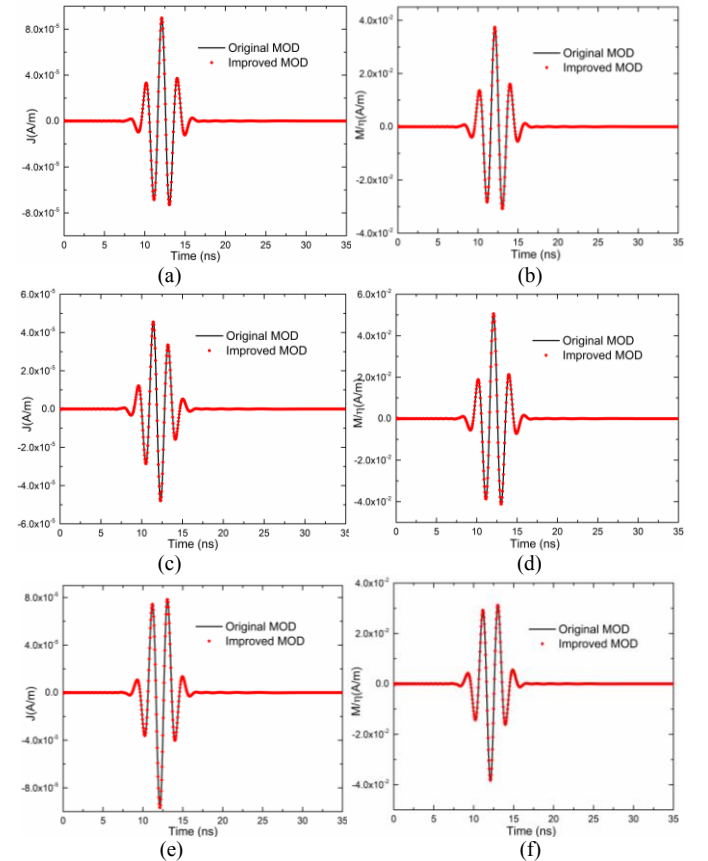 8.0x10⁻⁵
4.0x10⁻⁵
0.0
-4.0x10⁻⁵
-8.0x10⁻⁵
J(A/m)
Original MOD
Improved MOD
0 5 10 15 20 25 30 35
Time (ns)
(a)
4.0x10⁻²
2.0x10⁻²
0.0
-2.0x10⁻²
-4.0x10⁻²
M/η(A/m)
Original MOD
Improved MOD
0 5 10 15 20 25 30 35
Time (ns)
(b)
6.0x10⁻⁵
4.0x10⁻⁵
2.0x10⁻⁵
0.0
-2.0x10⁻⁵
-4.0x10⁻⁵
-6.0x10⁻⁵
J(A/m)
Original MOD
Improved MOD
0 5 10 15 20 25 30 35
Time (ns)
(c)
6.0x10⁻²
4.0x10⁻²
2.0x10⁻²
0.0
-2.0x10⁻²
-4.0x10⁻²
M/η(A/m)
Original MOD
Improved MOD
0 5 10 15 20 25 30 35
Time (ns)
(d)
8.0x10⁻⁵
4.0x10⁻⁵
0.0
-4.0x10⁻⁵
-8.0x10⁻⁵
J(A/m)
Original MOD
Improved MOD
0 5 10 15 20 25 30 35
Time (ns)
(e)
4.0x10⁻²
2.0x10⁻²
0.0
-2.0x10⁻²
-4.0x10⁻²
M/η(A/m)
Original MOD
Improved MOD
0 5 10 15 20 25 30 35
Time (ns)
(f)